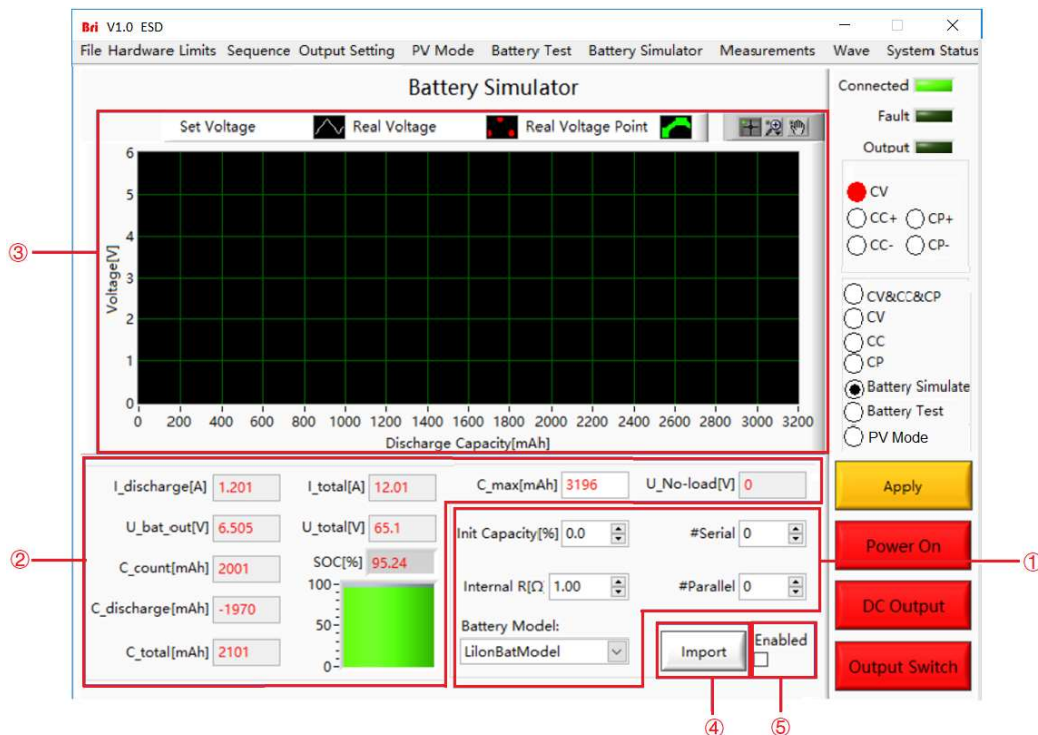 Bri V1.0 ESD
File Hardware Limits Sequence Output Setting PV Mode Battery Test Battery Simulator Measurements Wave System Status
Battery Simulator
Set Voltage Real Voltage Real Voltage Point
6
5
4
3
2
1
0
Voltage[V]
0 200 400 600 800 1000 1200 1400 1600 1800 2000 2200 2400 2600 2800 3000 3200
Discharge Capacity[mAh]
③
Connected
Fault
Output
CV
CC+ CP+
CC- CP-
CV&CC&CP
CV
CC
CP
Battery Simulate
Battery Test
PV Mode
I_discharge[A] 1.201 I_total[A] 12.01 C_max[mAh] 3196 U_No-load[V] 0
U_bat_out[V] 6.505 U_total[V] 65.1
C_count[mAh] 2001 SOC[%] 95.24
C_discharge[mAh] -1970
C_total[mAh] 2101
100
50
0
②
Init Capacity[%] 0.0 #Serial 0
Internal R[Ω 1.00 #Parallel 0
Battery Model:
LiIonBatModel
Import
Enabled
Apply
Power On
DC Output
Output Switch
①
④ ⑤